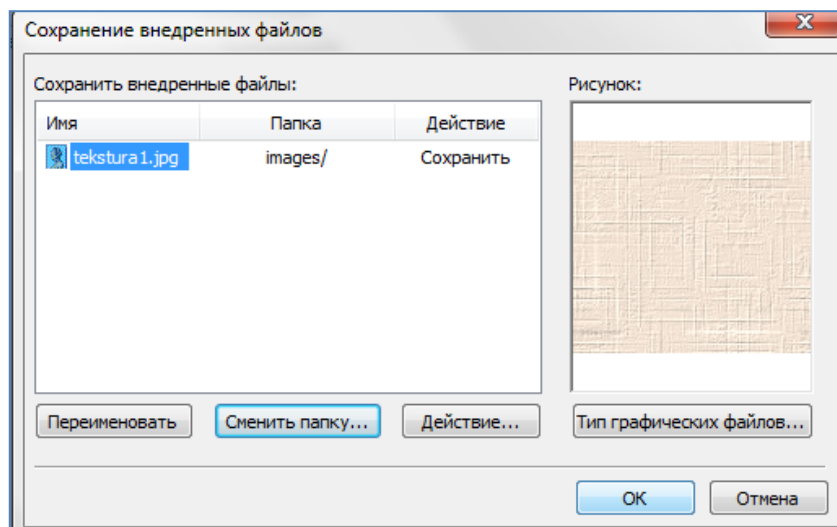 Сохранение внедренных файлов
Сохранить внедренные файлы:
Рисунок:
Имя Папка Действие
tekstura1.jpg images/ Сохранить
Переименовать Сменить папку... Действие... Тип графических файлов...
ОК Отмена